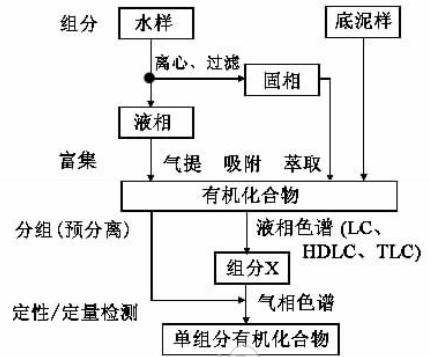 组分 水样 底泥样
离心、过滤
固相
液相
富集 气提 吸附 萃取
有机化合物
分组(预分离) 液相色谱 (LC、
HDLC、TLC)
组分X
定性/定量检测 气相色谱
单组分有机化合物